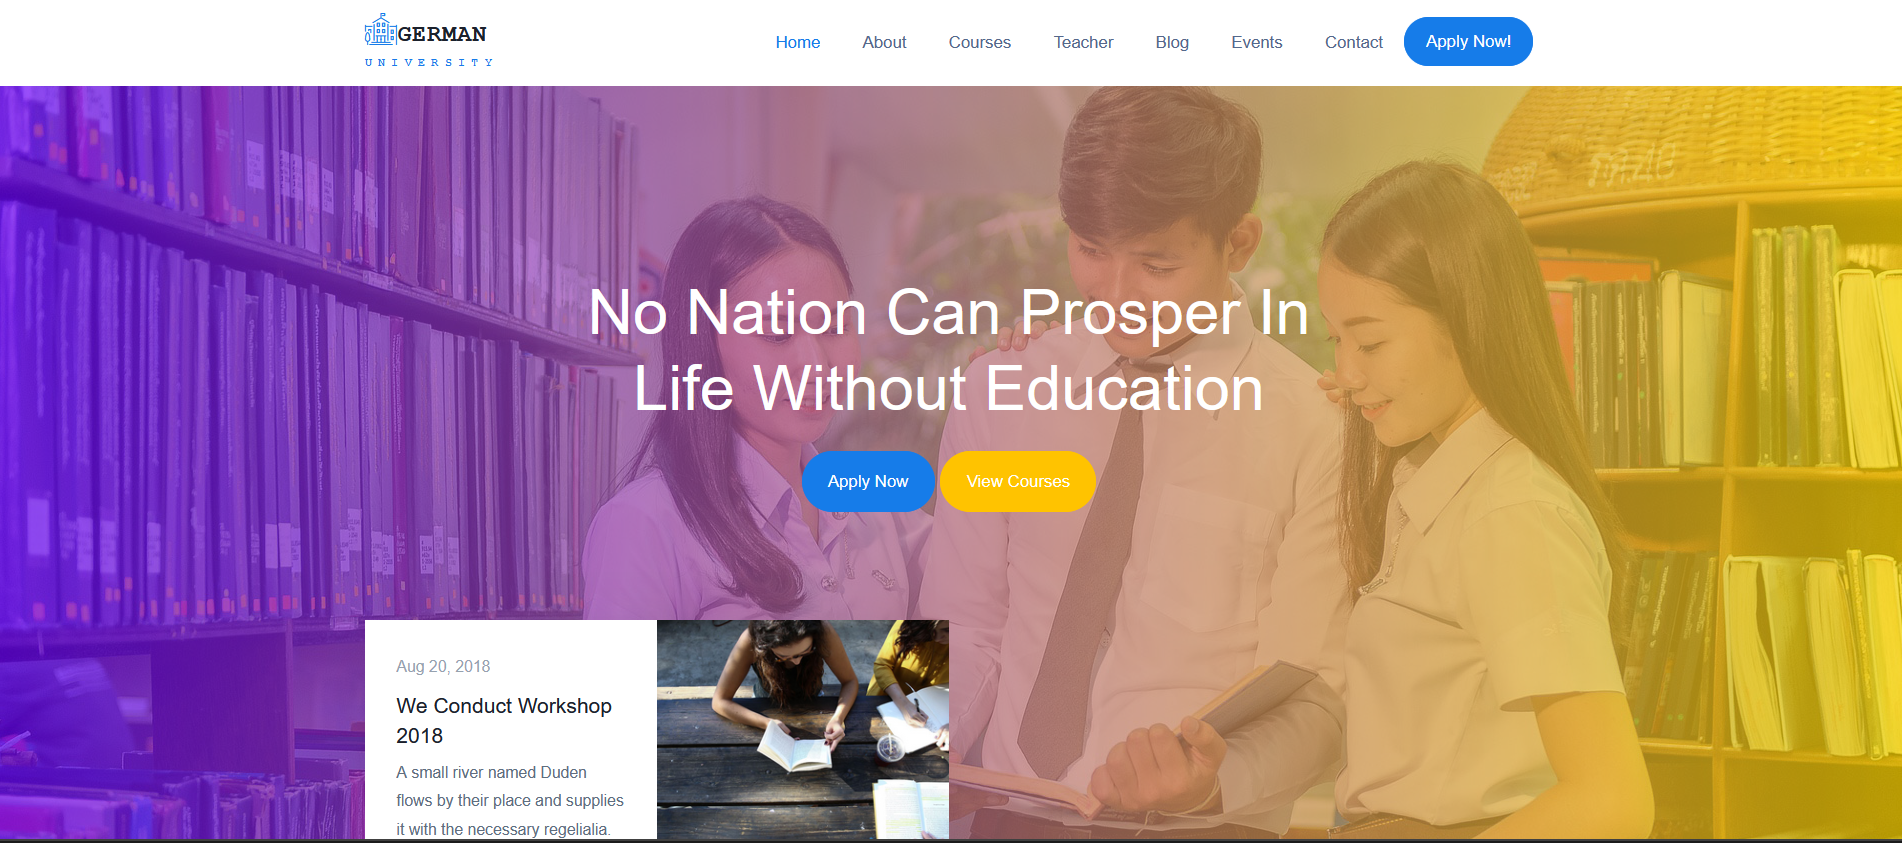 GERMAN
UNIVERSITY
Home
About
Courses
Teacher
Blog
Events
Contact
Apply Now!
No Nation Can Prosper In
Life Without Education
Apply Now
View Courses
Aug 20, 2018
We Conduct Workshop
2018
A small river named Duden
flows by their place and supplies
it with the necessary regelialia.